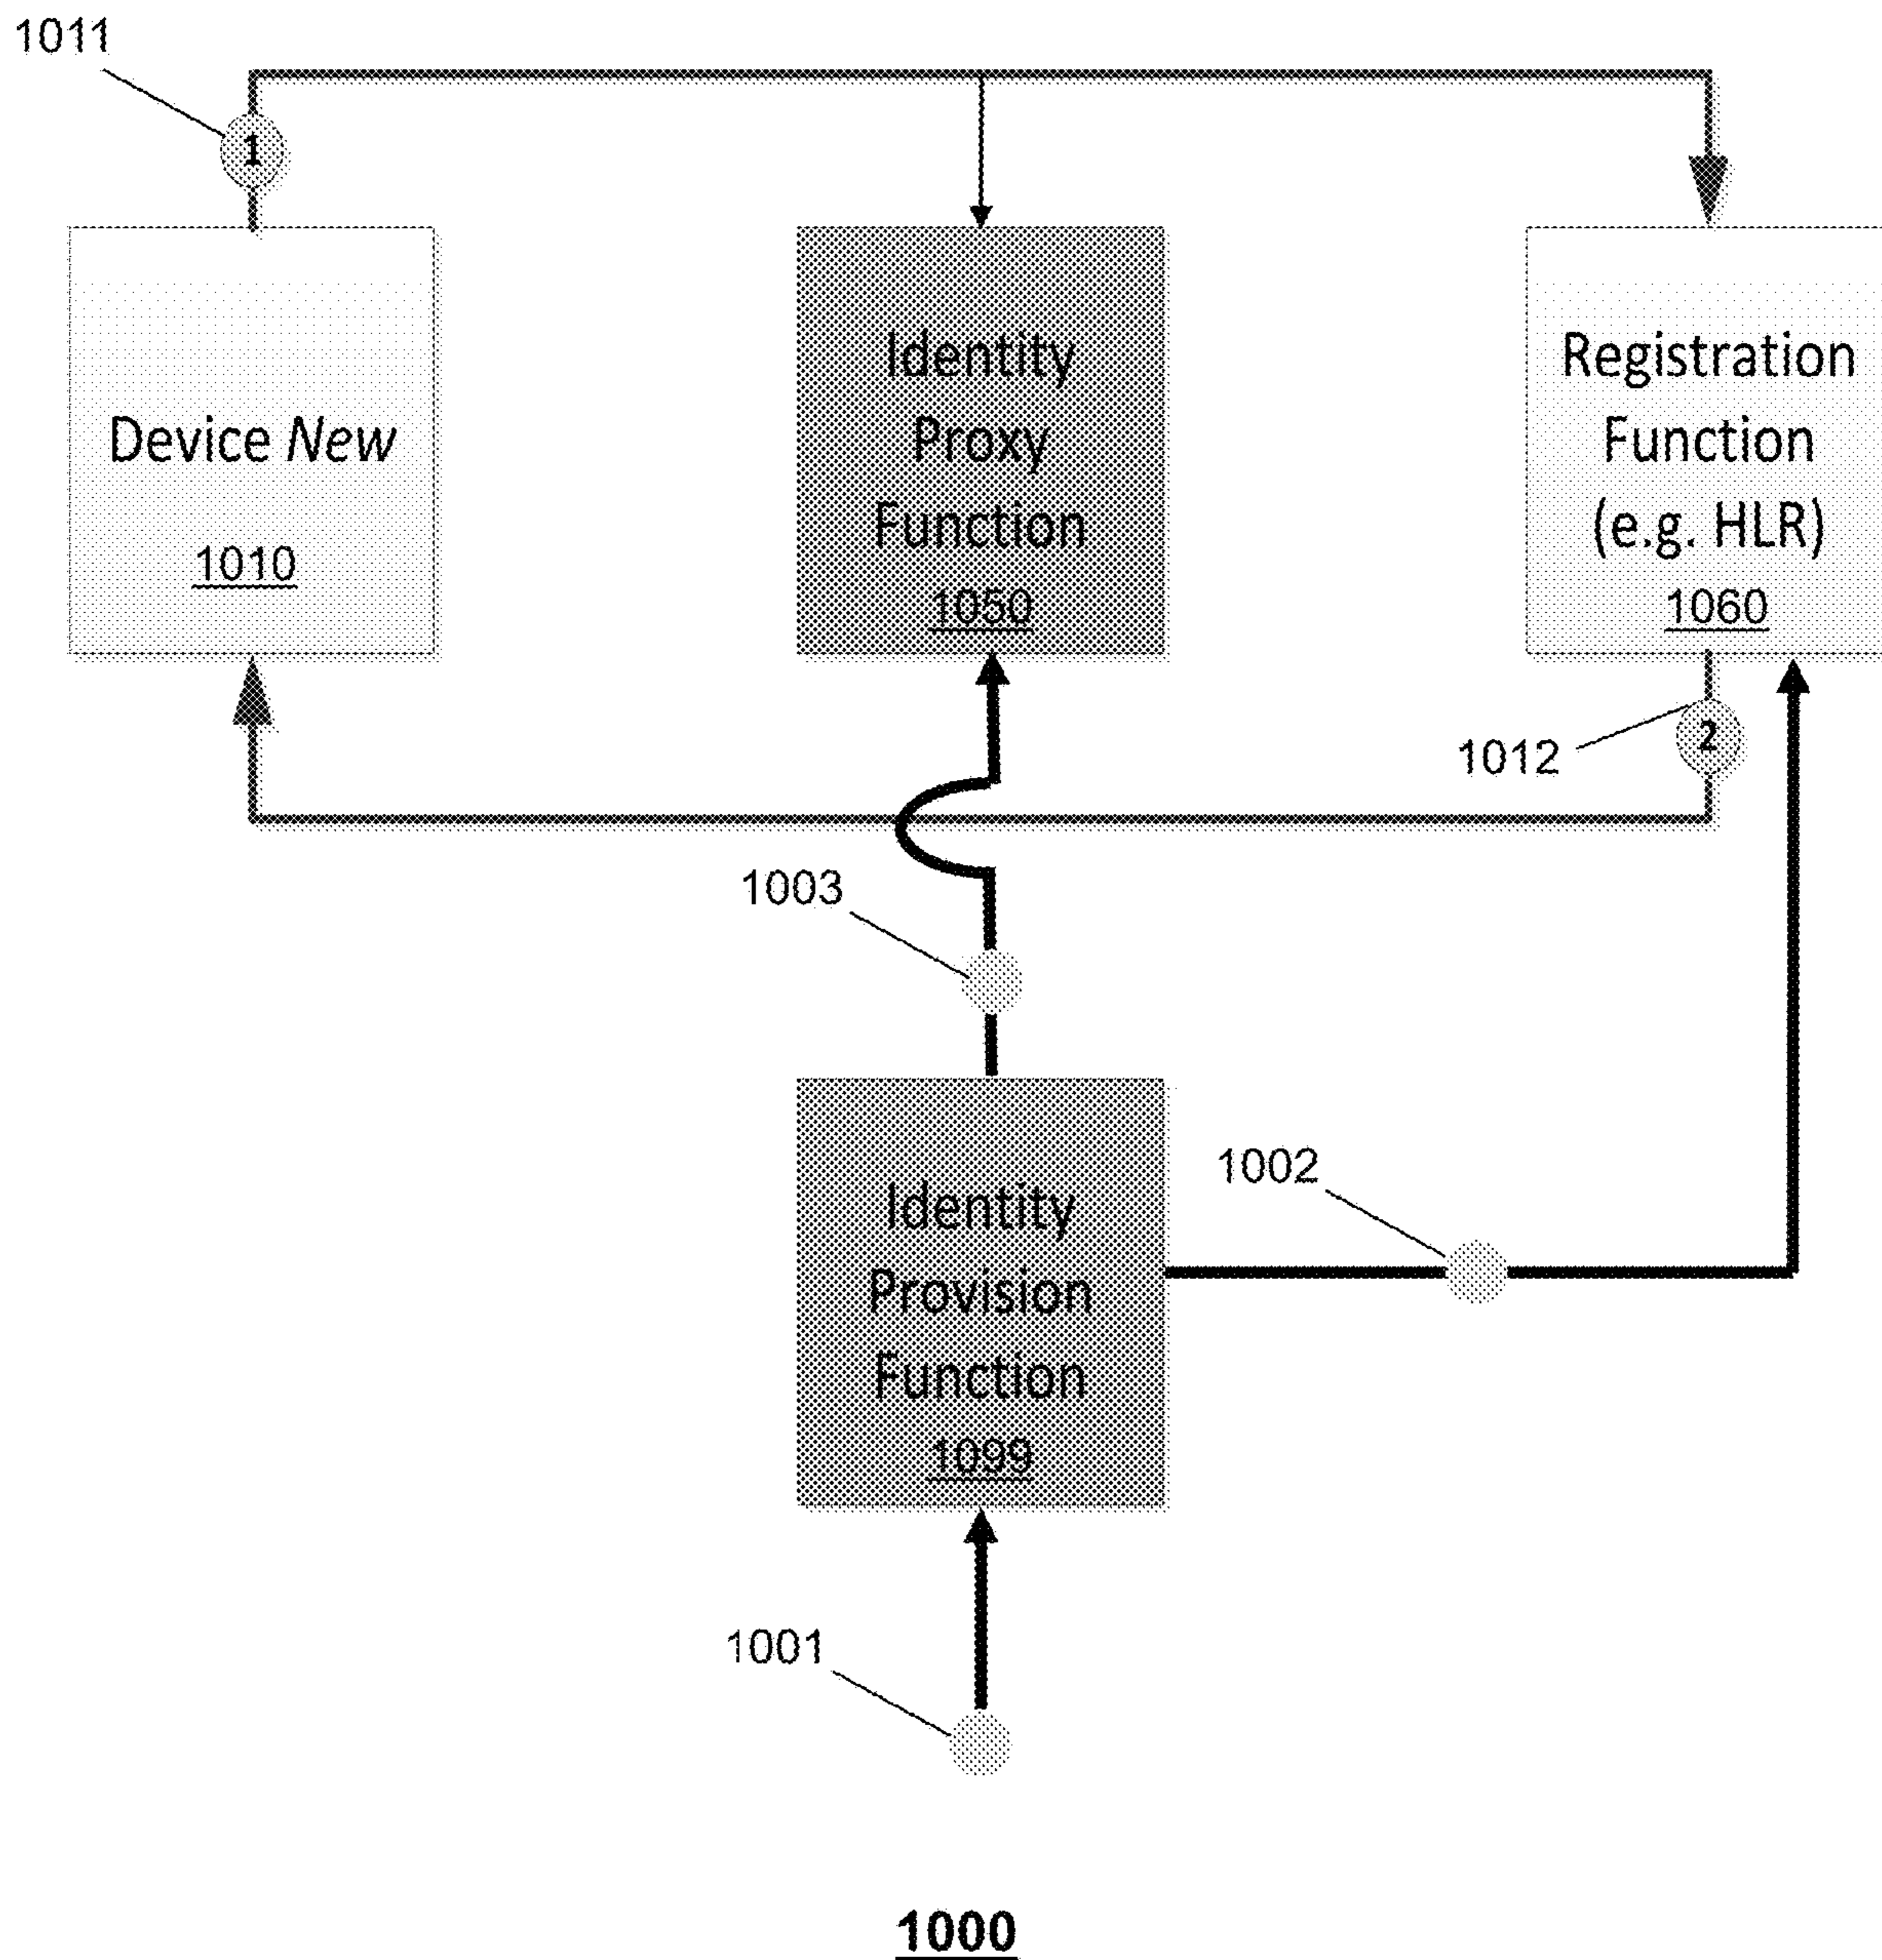 1011
1
Device New
1010
Identity
Proxy
Function
1050
Registration
Function
(e.g. HLR)
1060
1012
2
1003
1002
Identity
Provision
Function
1099
1001
1000